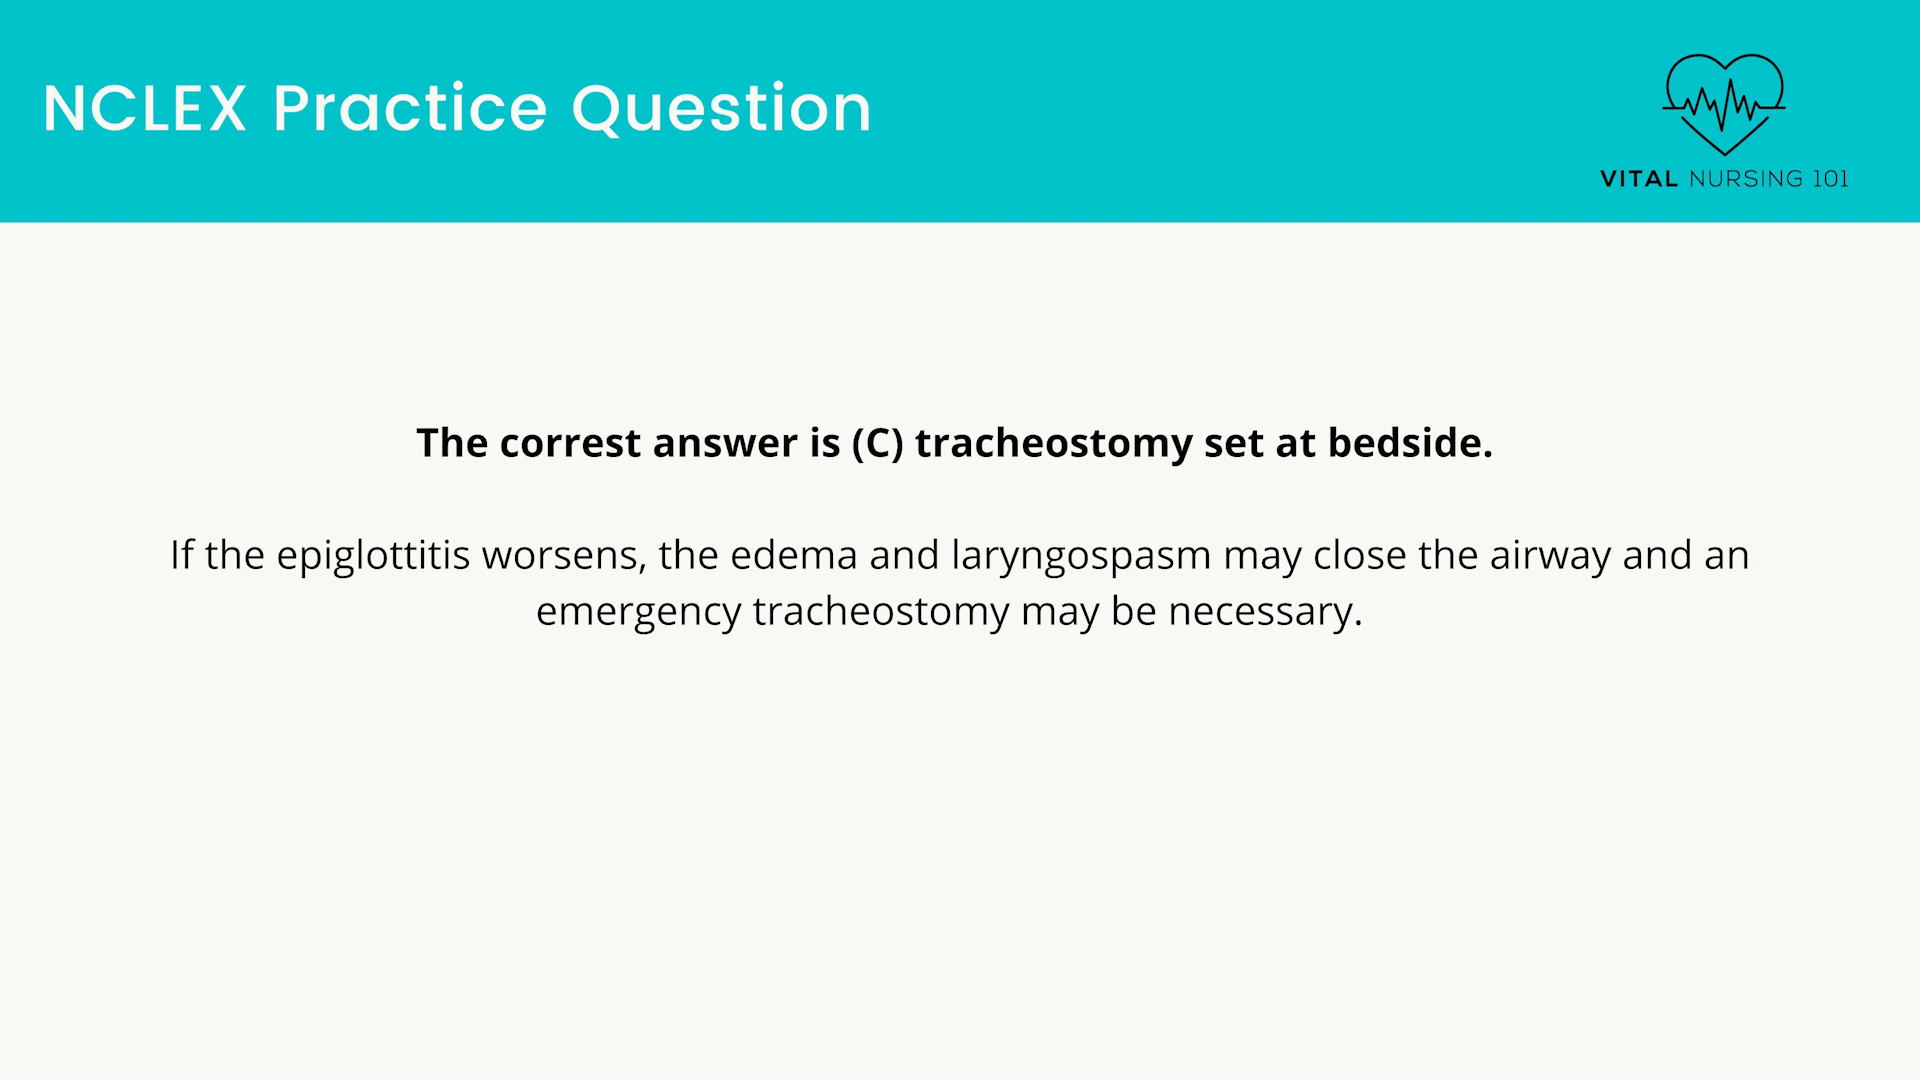 NCLEX Practice Question
VITAL NURSING 101
The correst answer is (C) tracheostomy set at bedside.
If the epiglottitis worsens, the edema and laryngospasm may close the airway and an
emergency tracheostomy may be necessary.